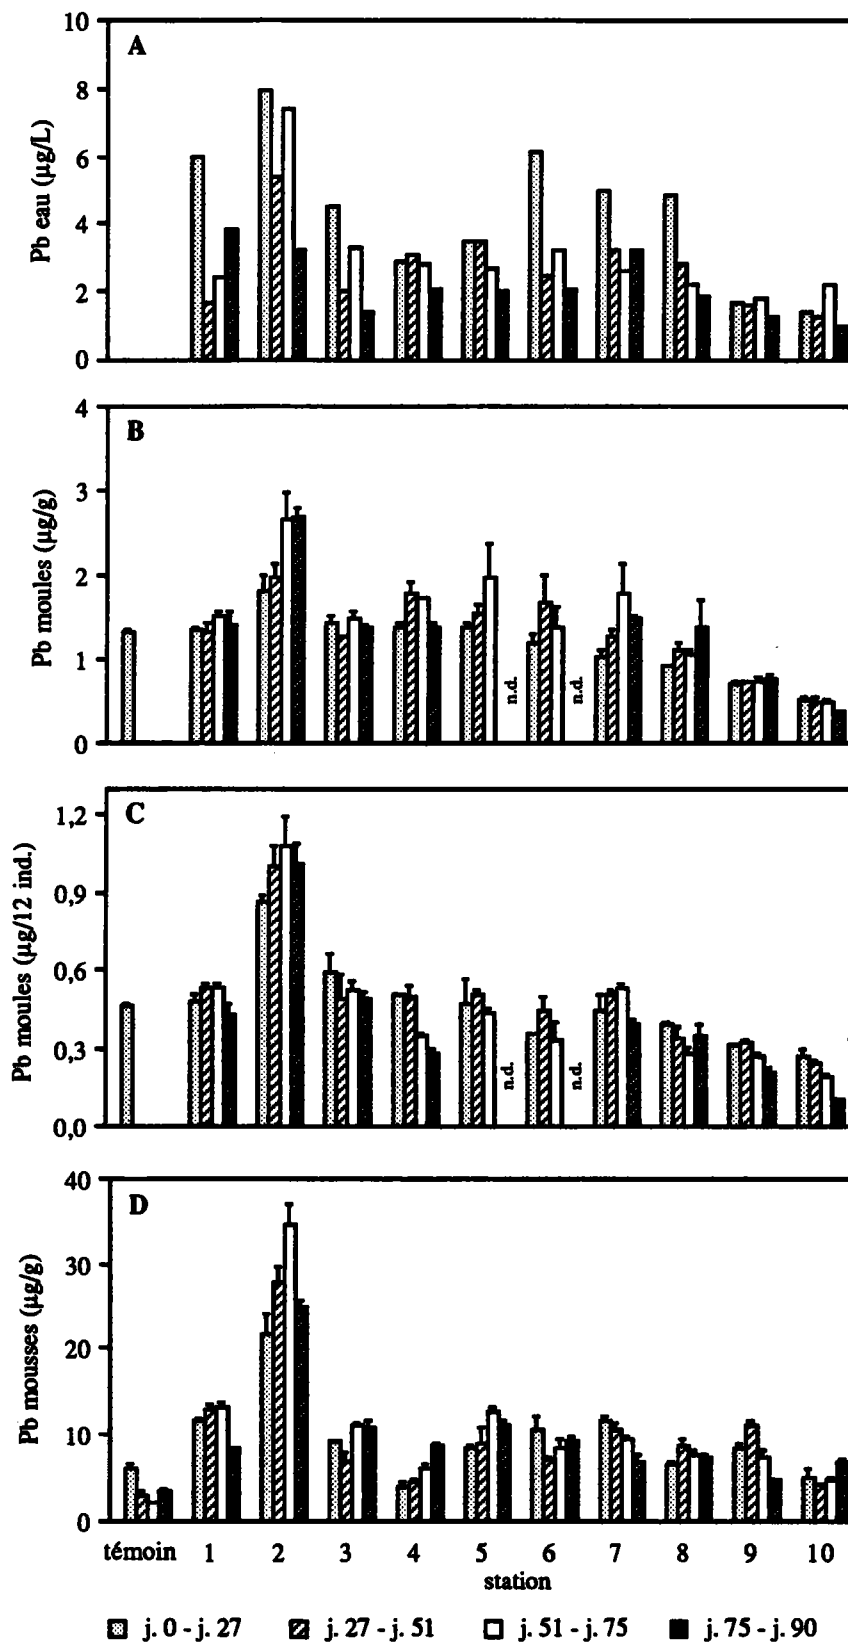 A
Pb eau (µg/L)
10
8
6
4
2
0
B
Pb moules (µg/g)
4
3
2
1
0
n.d.
n.d.
C
Pb moules (µg/12 ind.)
1,2
0,9
0,6
0,3
0,0
n.d.
n.d.
D
Pb mousses (µg/g)
40
30
20
10
0
témoin 1 2 3 4 5 6 7 8 9 10
station
j. 0 - j. 27 j. 27 - j. 51 j. 51 - j. 75 j. 75 - j. 90